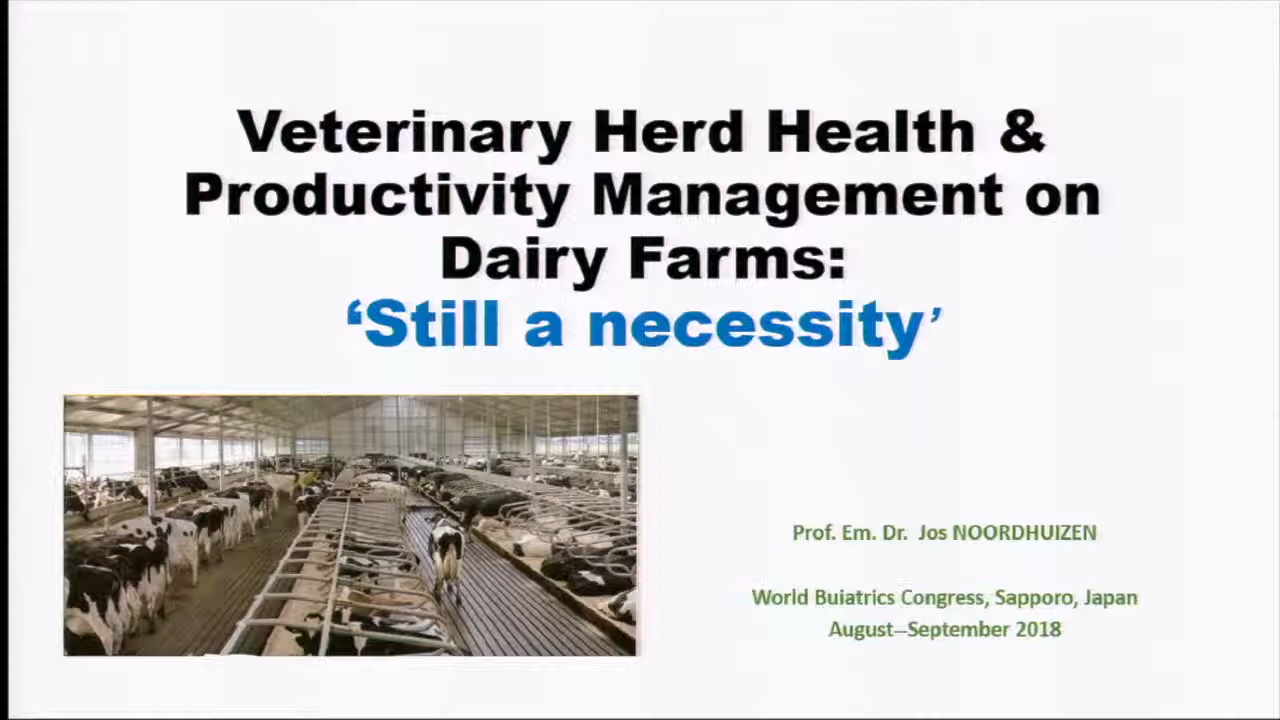 Veterinary Herd Health &
Productivity Management on
Dairy Farms:
‘Still a necessity’
Prof. Em. Dr. Jos NOORDHUIZEN
World Buiatrics Congress, Sapporo, Japan
August–September 2018